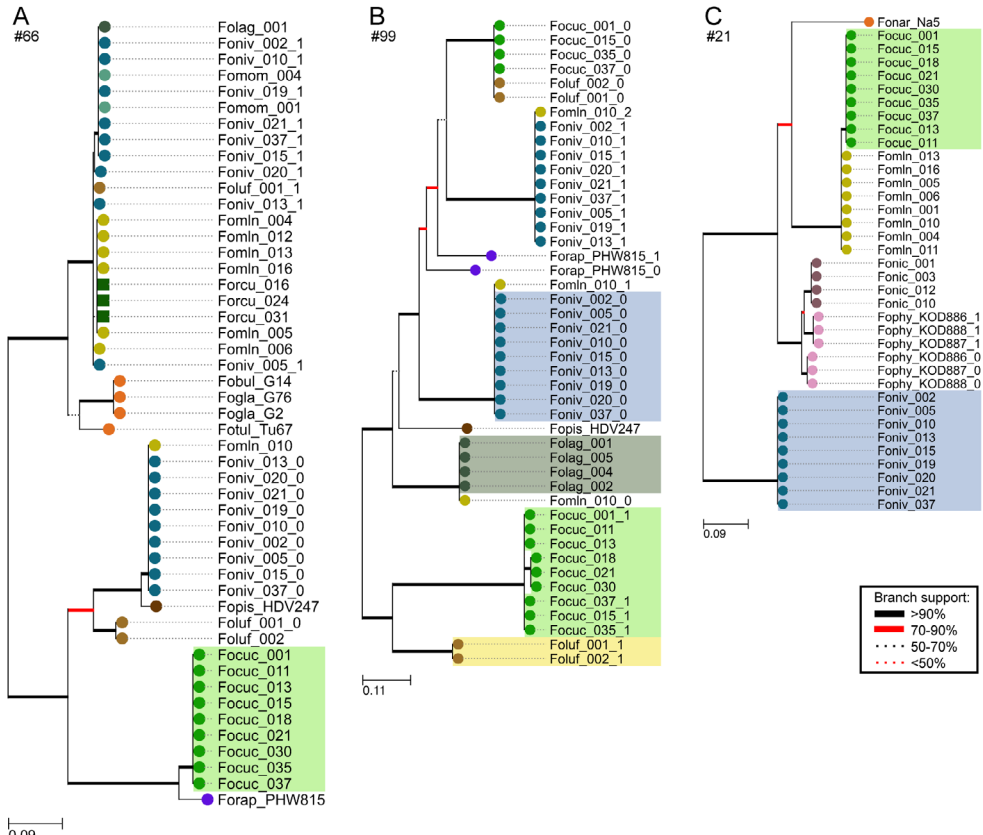 A
#66
Folag_001
Foniv_002_1
Foniv_010_1
Fomom_004
Foniv_019_1
Fomom_001
Foniv_021_1
Foniv_037_1
Foniv_015_1
Foniv_020_1
Foluf_001_1
Foniv_013_1
Fomln_004
Fomln_012
Fomln_013
Fomln_016
Forcu_016
Forcu_024
Forcu_031
Fomln_005
Fomln_006
Foniv_005_1
Fobul_G14
Fogla_G76
Fogla_G2
Fotul_Tu67
Fomln_010
Foniv_013_0
Foniv_020_0
Foniv_021_0
Foniv_019_0
Foniv_010_0
Foniv_002_0
Foniv_005_0
Foniv_015_0
Foniv_037_0
Fopis_HDV247
Foluf_001_0
Foluf_002
Focuc_001
Focuc_011
Focuc_013
Focuc_015
Focuc_018
Focuc_021
Focuc_030
Focuc_035
Focuc_037
Forap_PHW815
0.09
B
#99
Focuc_001_0
Focuc_015_0
Focuc_035_0
Focuc_037_0
Foluf_002_0
Foluf_001_0
Fomln_010_2
Foniv_002_1
Foniv_010_1
Foniv_015_1
Foniv_020_1
Foniv_021_1
Foniv_037_1
Foniv_005_1
Foniv_019_1
Foniv_013_1
Forap_PHW815_1
Forap_PHW815_0
Fomln_010_1
Foniv_002_0
Foniv_005_0
Foniv_021_0
Foniv_010_0
Foniv_015_0
Foniv_013_0
Foniv_019_0
Foniv_020_0
Foniv_037_0
Fopis_HDV247
Folag_001
Folag_005
Folag_004
Folag_002
Fomln_010_0
Focuc_001_1
Focuc_011
Focuc_013
Focuc_018
Focuc_021
Focuc_030
Focuc_037_1
Focuc_015_1
Focuc_035_1
Foluf_001_1
Foluf_002_1
0.11
C
#21
Fonar_Na5
Focuc_001
Focuc_015
Focuc_018
Focuc_021
Focuc_030
Focuc_035
Focuc_037
Focuc_013
Focuc_011
Fomln_013
Fomln_016
Fomln_005
Fomln_006
Fomln_001
Fomln_010
Fomln_004
Fomln_011
Fonic_001
Fonic_003
Fonic_012
Fonic_010
Fophy_KOD886_1
Fophy_KOD888_1
Fophy_KOD887_1
Fophy_KOD886_0
Fophy_KOD887_0
Fophy_KOD888_0
Foniv_002
Foniv_005
Foniv_010
Foniv_013
Foniv_015
Foniv_019
Foniv_020
Foniv_021
Foniv_037
0.09
Branch support:
>90%
70-90%
50-70%
<50%